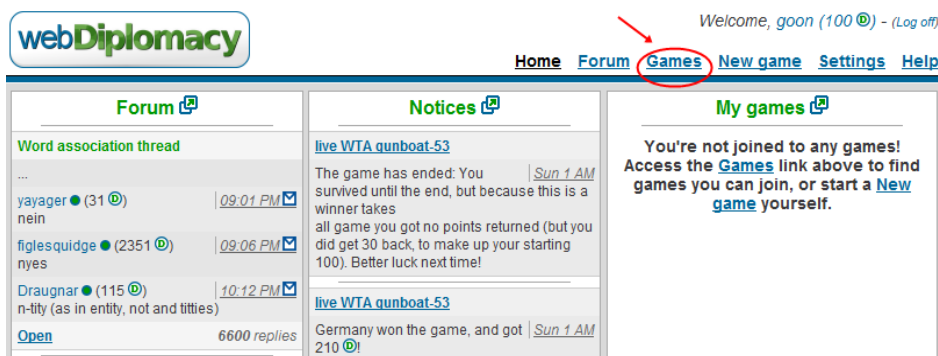 webDiplomacy
Welcome, goon (100 D) - (Log off)
Home Forum Games New game Settings Help
Forum
Word association thread
...
yayager (31 D) 09:01 PM
nein
figlesquidge (2351 D) 09:06 PM
nyes
Draugnar (115 D) 10:12 PM
n-tity (as in entity, not and titties)
Open 6600 replies
Notices
live WTA gunboat-53
The game has ended: You Sun 1 AM
survived until the end, but because this is a
winner takes
all game you got no points returned (but you
did get 30 back, to make up your starting
100). Better luck next time!
live WTA gunboat-53
Germany won the game, and got Sun 1 AM
210 D!
My games
You're not joined to any games!
Access the Games link above to find
games you can join, or start a New
game yourself.